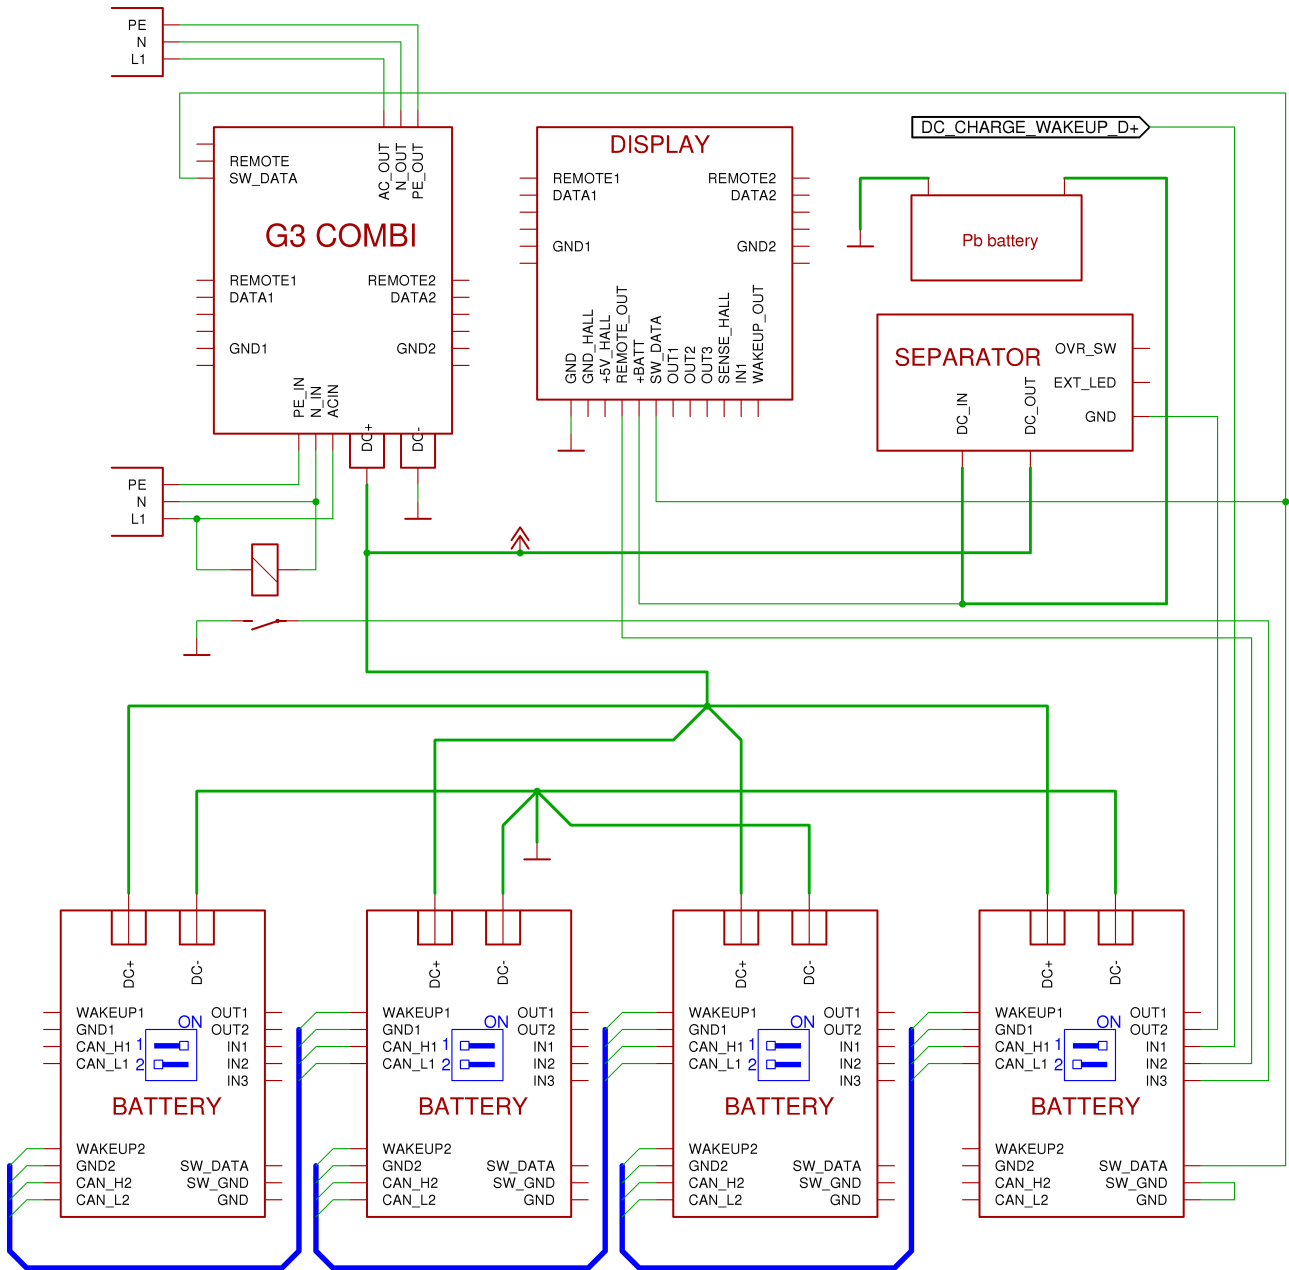 PE
N
L1
REMOTE
SW_DATA
AC_OUT
N_OUT
PE_OUT
G3 COMBI
REMOTE1
DATA1
GND1
REMOTE2
DATA2
GND2
PE_IN
N_IN
ACIN
DC+
DC-
DISPLAY
REMOTE1
DATA1
GND1
REMOTE2
DATA2
GND2
GND
GND_HALL
+5V_HALL
REMOTE_OUT
+BATT
SW_DATA
OUT1
OUT2
OUT3
SENSE_HALL
IN1
WAKEUP_OUT
DC_CHARGE_WAKEUP_D+
Pb battery
SEPARATOR
OVR_SW
EXT_LED
GND
DC_IN
DC_OUT
PE
N
L1
DC+
DC-
WAKEUP1
GND1
CAN_H1
CAN_L1
ON
1
2
OUT1
OUT2
IN1
IN2
IN3
BATTERY
WAKEUP2
GND2
CAN_H2
CAN_L2
SW_DATA
SW_GND
GND
DC+
DC-
WAKEUP1
GND1
CAN_H1
CAN_L1
ON
1
2
OUT1
OUT2
IN1
IN2
IN3
BATTERY
WAKEUP2
GND2
CAN_H2
CAN_L2
SW_DATA
SW_GND
GND
DC+
DC-
WAKEUP1
GND1
CAN_H1
CAN_L1
ON
1
2
OUT1
OUT2
IN1
IN2
IN3
BATTERY
WAKEUP2
GND2
CAN_H2
CAN_L2
SW_DATA
SW_GND
GND
DC+
DC-
WAKEUP1
GND1
CAN_H1
CAN_L1
ON
1
2
OUT1
OUT2
IN1
IN2
IN3
BATTERY
WAKEUP2
GND2
CAN_H2
CAN_L2
SW_DATA
SW_GND
GND